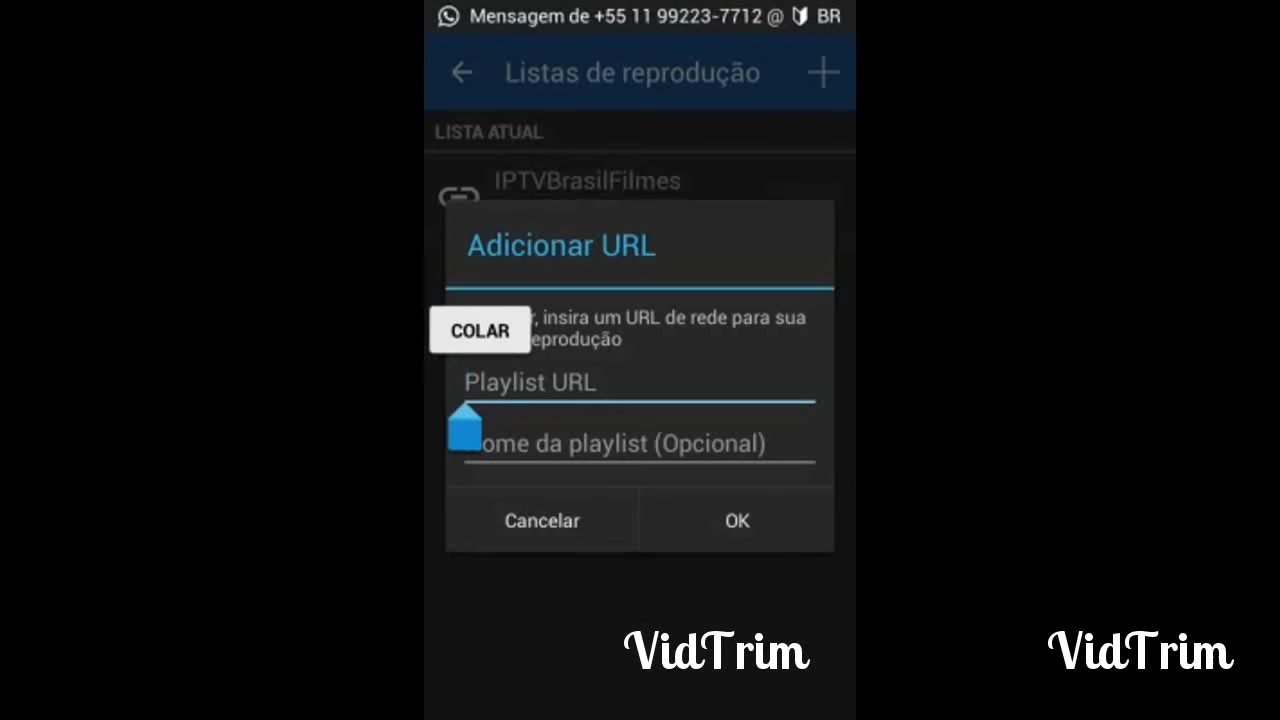 Mensagem de +55 11 99223-7712 @ BR
Listas de reprodução
LISTA ATUAL
IPTVBrasilFilmes
Adicionar URL
, insira um URL de rede para sua
COLAR
eprodução
Playlist URL
ome da playlist (Opcional)
Cancelar OK
VidTrim VidTrim